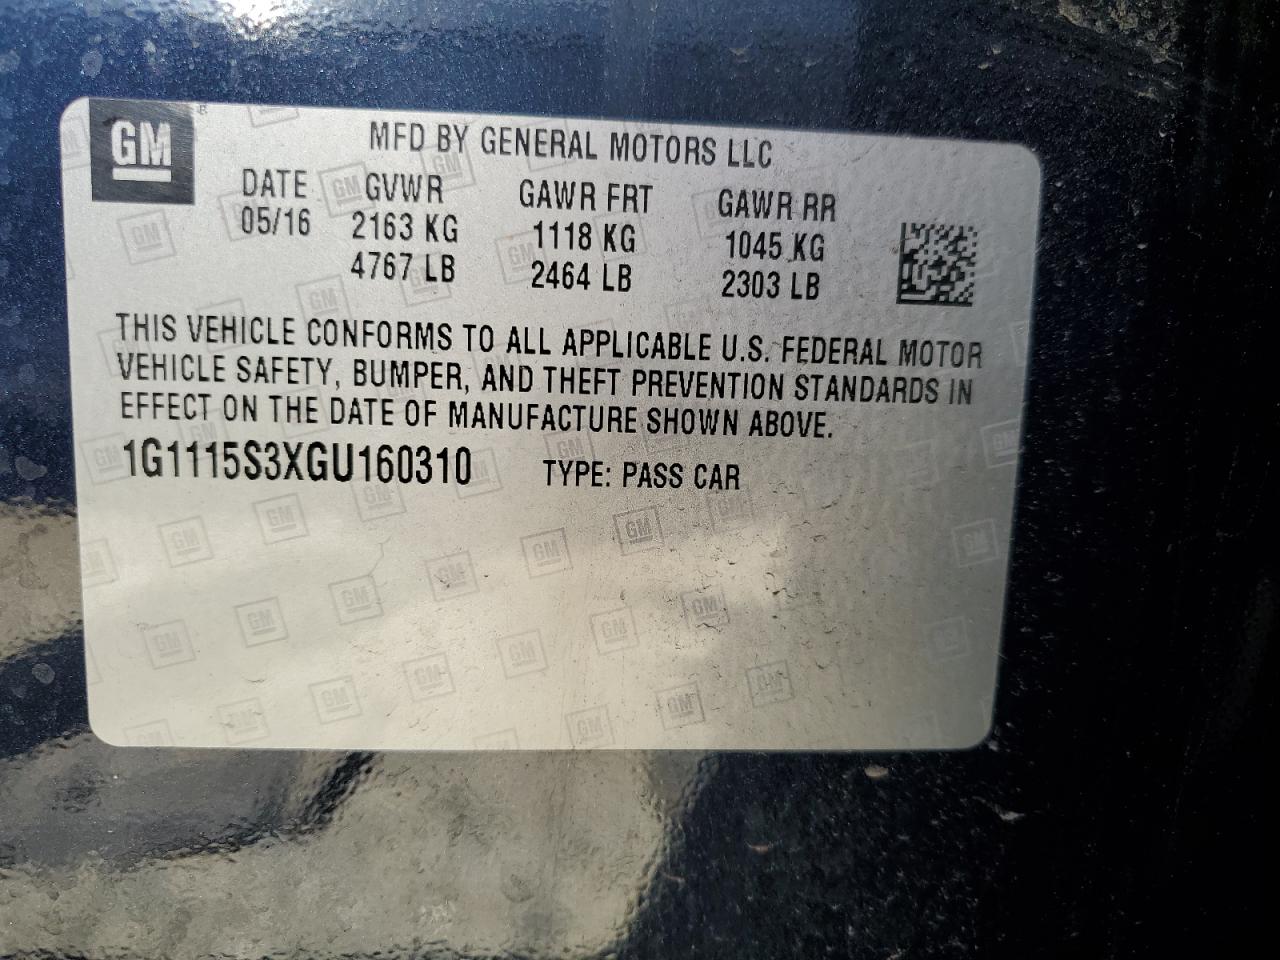 GM
MFD BY GENERAL MOTORS LLC
DATE GVWR GAWR FRT GAWR RR
05/16 2163 KG 1118 KG 1045 KG
4767 LB 2464 LB 2303 LB
THIS VEHICLE CONFORMS TO ALL APPLICABLE U.S. FEDERAL MOTOR
VEHICLE SAFETY, BUMPER, AND THEFT PREVENTION STANDARDS IN
EFFECT ON THE DATE OF MANUFACTURE SHOWN ABOVE.
1G1115S3XGU160310 TYPE: PASS CAR